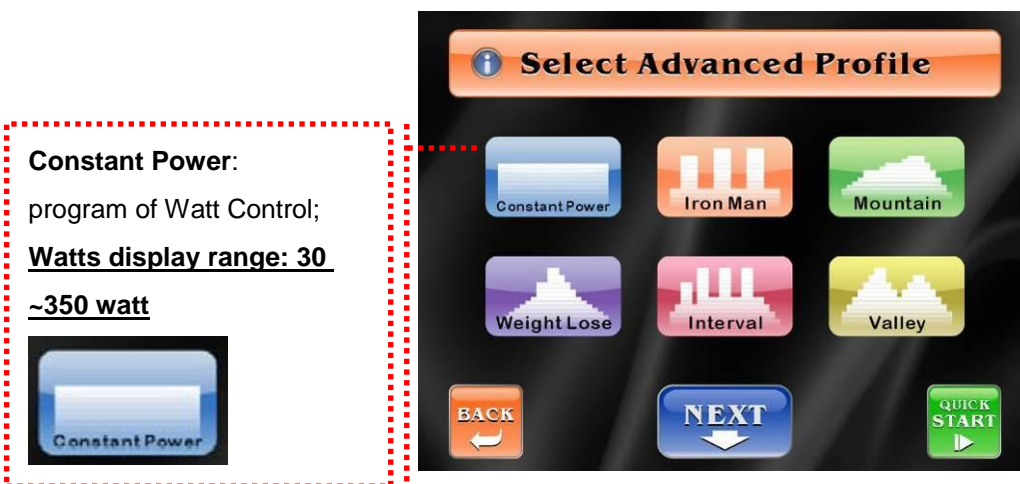 Select Advanced Profile
Constant Power:
program of Watt Control;
Watts display range: 30
~350 watt
Constant Power
Constant Power
Iron Man
Mountain
Weight Lose
Interval
Valley
BACK
NEXT
QUICK
START